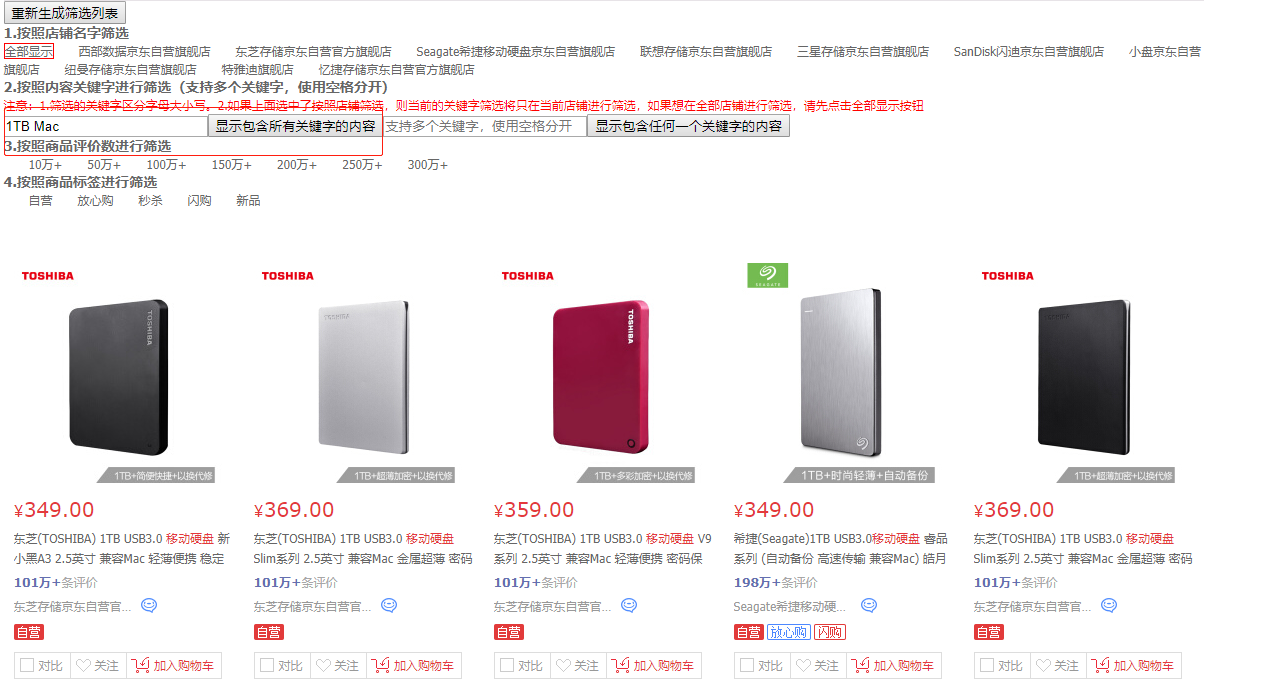 重新生成筛选列表
1.按照店铺名字筛选
全部显示 西部数据京东自营旗舰店 东芝存储京东自营官方旗舰店 Seagate希捷移动硬盘京东自营旗舰店 联想存储京东自营旗舰店 三星存储京东自营旗舰店 SanDisk闪迪京东自营旗舰店 小盘京东自营
旗舰店 纽曼存储京东自营旗舰店 特雅迪旗舰店 忆捷存储京东自营官方旗舰店
2.按照内容关键字进行筛选（支持多个关键字，使用空格分开）
注意：1.筛选的关键字区分字母大小写。2.如果上面选中了按照店铺筛选，则当前的关键字筛选将只在当前店铺进行筛选，如果想在全部店铺进行筛选，请先点击全部显示按钮
1TB Mac 显示包含所有关键字的内容 支持多个关键字，使用空格分开 显示包含任何一个关键字的内容
3.按照商品评价数进行筛选
10万+ 50万+ 100万+ 150万+ 200万+ 250万+ 300万+
4.按照商品标签进行筛选
自营 放心购 秒杀 闪购 新品
TOSHIBA TOSHIBA TOSHIBA SEAGATE TOSHIBA
TOSHIBA TOSHIBA TOSHIBA TOSHIBA
1TB+简便快捷+以换代修 1TB+超薄加密+以换代修 1TB+多彩加密+以换代修 1TB+时尚轻薄+自动备份 1TB+超薄加密+以换代修
¥349.00 ¥369.00 ¥359.00 ¥349.00 ¥369.00
东芝(TOSHIBA) 1TB USB3.0 移动硬盘 新 东芝(TOSHIBA) 1TB USB3.0 移动硬盘 东芝(TOSHIBA) 1TB USB3.0 移动硬盘 V9 希捷(Seagate)1TB USB3.0移动硬盘 睿品 东芝(TOSHIBA) 1TB USB3.0 移动硬盘
小黑A3 2.5英寸 兼容Mac 轻薄便携 稳定 Slim系列 2.5英寸 兼容Mac 金属超薄 密码 系列 2.5英寸 兼容Mac 轻薄便携 密码保 系列 (自动备份 高速传输 兼容Mac) 皓月 Slim系列 2.5英寸 兼容Mac 金属超薄 密码
101万+条评价 101万+条评价 101万+条评价 198万+条评价 101万+条评价
东芝存储京东自营官... 东芝存储京东自营官... 东芝存储京东自营官... Seagate希捷移动硬... 东芝存储京东自营官...
自营 自营 自营 自营 放心购 闪购 自营
对比 关注 加入购物车 对比 关注 加入购物车 对比 关注 加入购物车 对比 关注 加入购物车 对比 关注 加入购物车